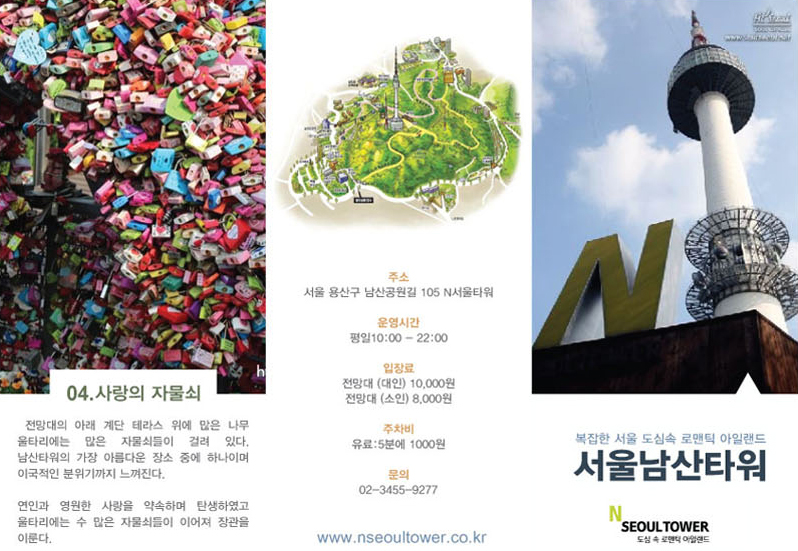 04.사랑의 자물쇠
전망대의 아래 계단 테라스 위에 많은 나무
울타리에는 많은 자물쇠들이 걸려 있다.
남산타워의 가장 아름다운 장소 중에 하나이며
이국적인 분위기까지 느껴진다.
연인과 영원한 사랑을 약속하며 탄생하였고
울타리에는 수 많은 자물쇠들이 이어져 장관을
이룬다.
주소
서울 용산구 남산공원길 105 N서울타워
운영시간
평일10:00 - 22:00
입장료
전망대 (대인) 10,000원
전망대 (소인) 8,000원
주차비
유료:5분에 1000원
문의
02-3455-9277
www.nseoultower.co.kr
N
복잡한 서울 도심속 로맨틱 아일랜드
서울남산타워
N
SEOULTOWER
도심 속 로맨틱 아일랜드